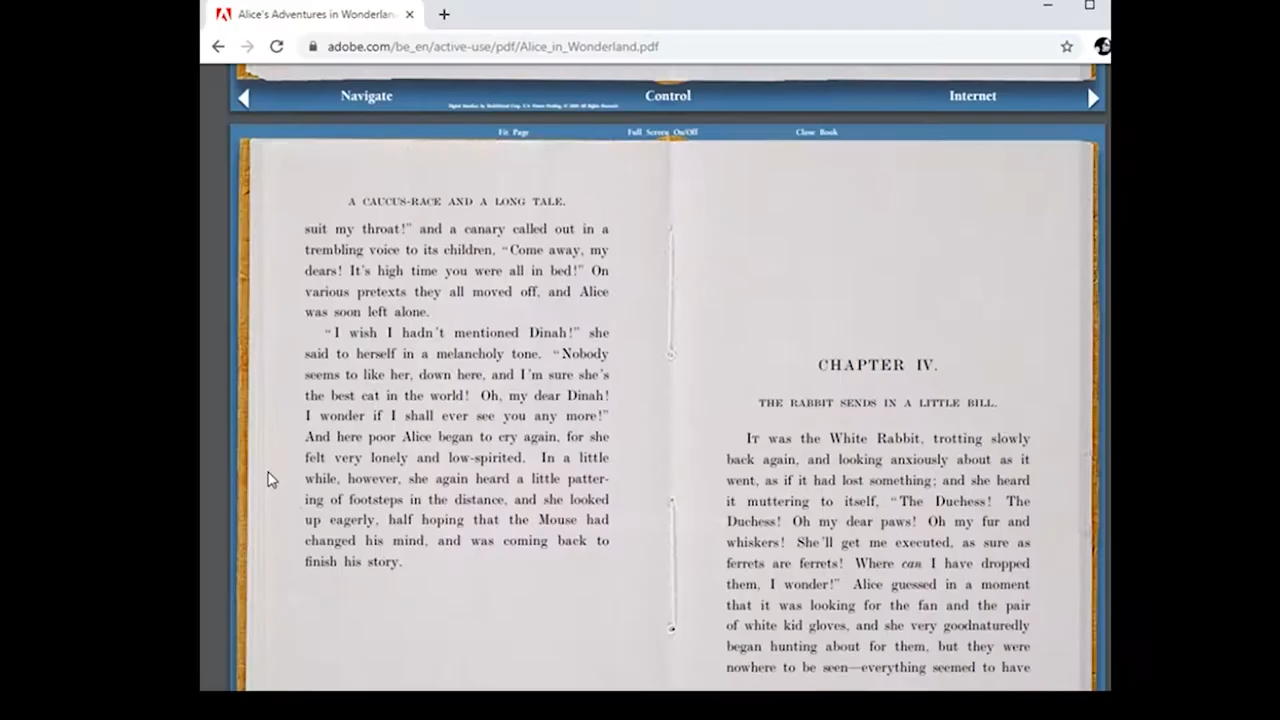 Alice's Adventures in Wonderlan
adobe.com/be_en/active-use/pdf/Alice_in_Wonderland.pdf
Navigate
Control
Internet
Fit Page
Full Screen On/Off
Close Book
A CAUCUS-RACE AND A LONG TALE.
suit my throat!” and a canary called out in a
trembling voice to its children, “Come away, my
dears! It's high time you were all in bed!” On
various pretexts they all moved off, and Alice
was soon left alone.
“I wish I hadn't mentioned Dinah!” she
said to herself in a melancholy tone. “Nobody
seems to like her, down here, and I'm sure she's
the best cat in the world! Oh, my dear Dinah!
I wonder if I shall ever see you any more!”
And here poor Alice began to cry again, for she
felt very lonely and low-spirited. In a little
while, however, she again heard a little patter-
ing of footsteps in the distance, and she looked
up eagerly, half hoping that the Mouse had
changed his mind, and was coming back to
finish his story.
CHAPTER IV.
THE RABBIT SENDS IN A LITTLE BILL.
IT was the White Rabbit, trotting slowly
back again, and looking anxiously about as it
went, as if it had lost something; and she heard
it muttering to itself, “The Duchess! The
Duchess! Oh my dear paws! Oh my fur and
whiskers! She'll get me executed, as sure as
ferrets are ferrets! Where can I have dropped
them, I wonder!” Alice guessed in a moment
that it was looking for the fan and the pair
of white kid gloves, and she very goodnaturedly
began hunting about for them, but they were
nowhere to be seen—everything seemed to have